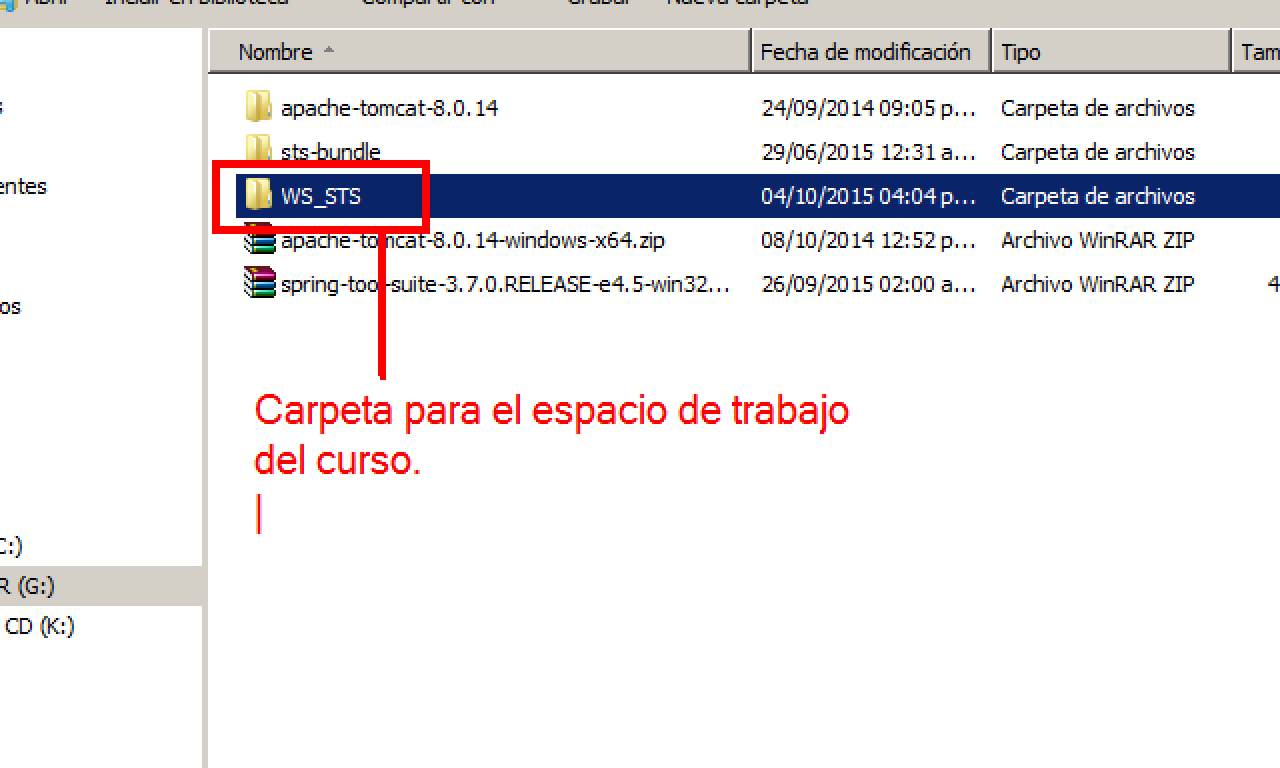 Abrir Incluir en biblioteca Compartir con Grabar Nueva carpeta
Nombre Fecha de modificación Tipo Tam
apache-tomcat-8.0.14 24/09/2014 09:05 p... Carpeta de archivos
sts-bundle 29/06/2015 12:31 a... Carpeta de archivos
entes
WS_STS 04/10/2015 04:04 p... Carpeta de archivos
apache-tomcat-8.0.14-windows-x64.zip 08/10/2014 12:52 p... Archivo WinRAR ZIP
spring-tool-suite-3.7.0.RELEASE-e4.5-win32... 26/09/2015 02:00 a... Archivo WinRAR ZIP 4
os
Carpeta para el espacio de trabajo
del curso.
C:)
R (G:)
CD (K:)